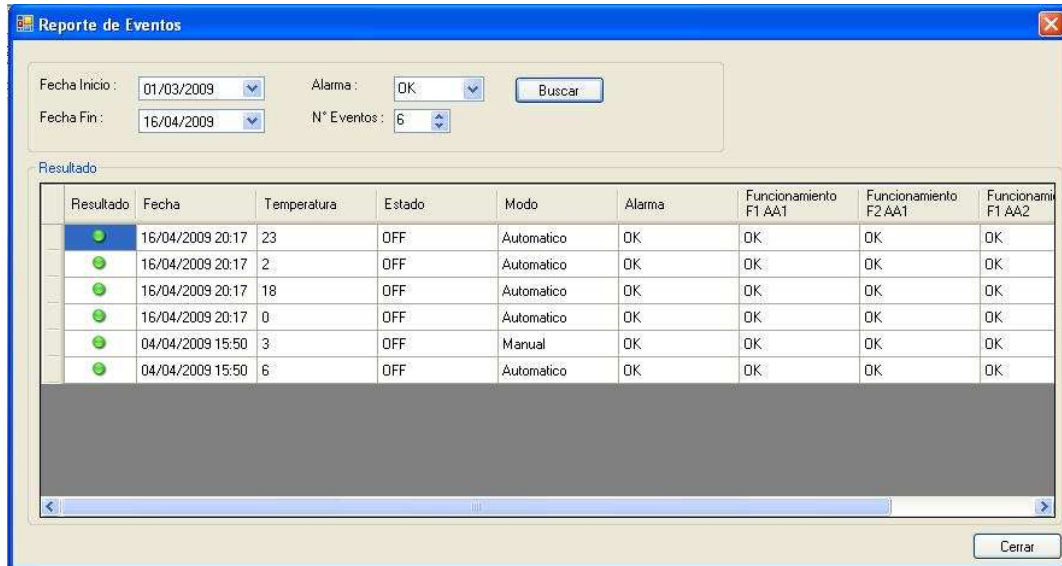 Reporte de Eventos
Fecha Inicio : 01/03/2009 Alarma : OK Buscar
Fecha Fin : 16/04/2009 N° Eventos : 6
Resultado
Resultado Fecha Temperatura Estado Modo Alarma Funcionamiento F1 AA1 Funcionamiento F2 AA1 Funcionami F1 AA2
16/04/2009 20:17 23 OFF Automatico OK OK OK OK
16/04/2009 20:17 2 OFF Automatico OK OK OK OK
16/04/2009 20:17 18 OFF Automatico OK OK OK OK
16/04/2009 20:17 0 OFF Automatico OK OK OK OK
04/04/2009 15:50 3 OFF Manual OK OK OK OK
04/04/2009 15:50 6 OFF Automatico OK OK OK OK
Cerrar